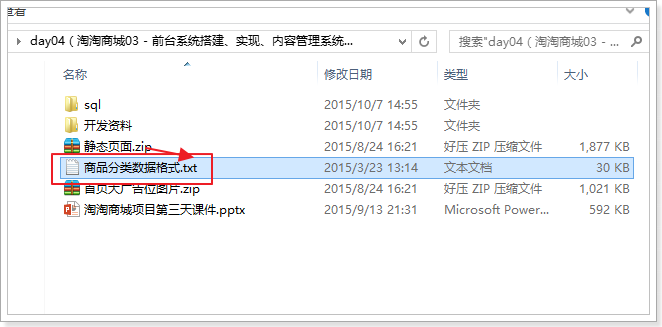 查看
day04 ( 淘淘商城03 - 前台系统搭建、实现、内容管理系统...
搜索"day04 ( 淘淘商城03 - ...
名称 修改日期 类型 大小
sql 2015/10/7 14:55 文件夹
开发资料 2015/10/7 14:55 文件夹
静态页面.zip 2015/8/24 16:21 好压 ZIP 压缩文件 1,877 KB
商品分类数据格式.txt 2015/3/23 13:14 文本文档 30 KB
首页大广告位图片.zip 2015/8/24 16:21 好压 ZIP 压缩文件 1,021 KB
淘淘商城项目第三天课件.pptx 2015/9/13 21:31 Microsoft Power... 592 KB